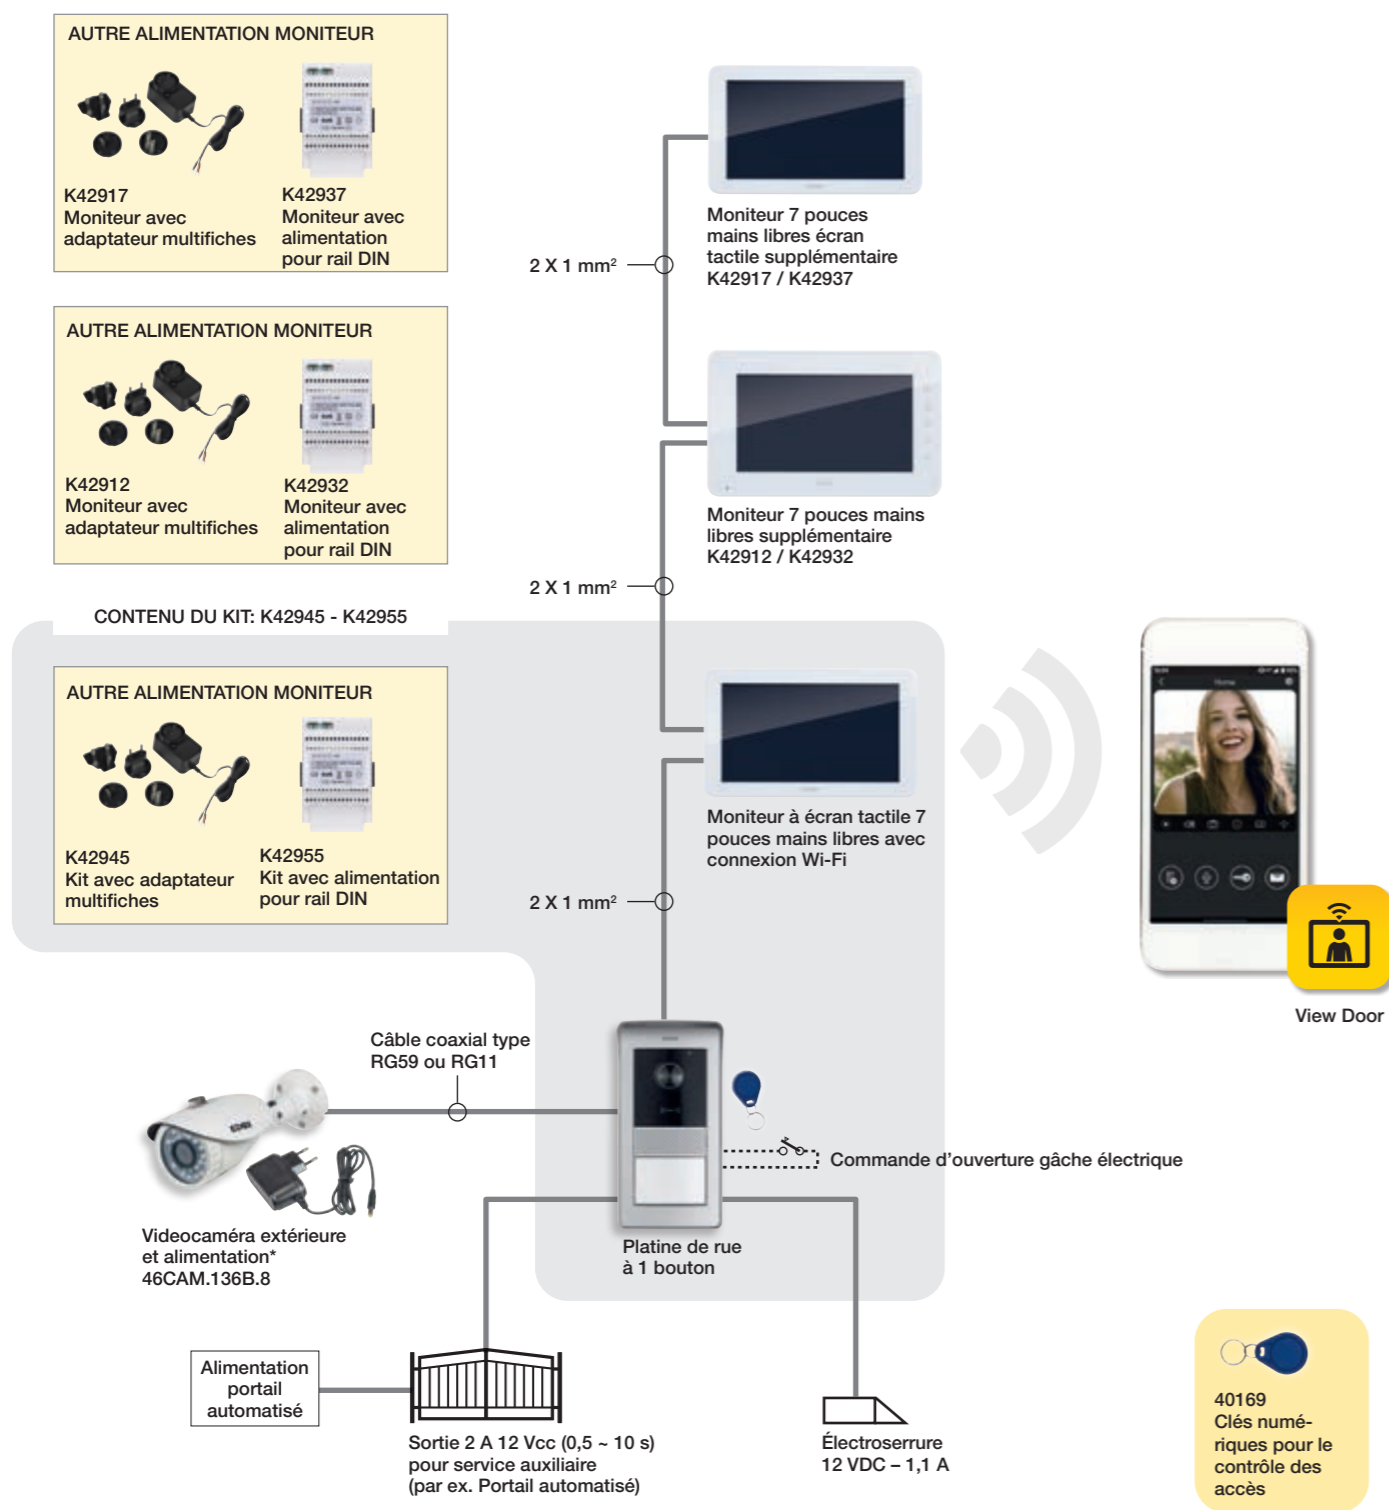 AUTRE ALIMENTATION MONITEUR
K42917
Moniteur avec
adaptateur multifiches
K42937
Moniteur avec
alimentation
pour rail DIN
Moniteur 7 pouces
mains libres écran
tactile supplémentaire
K42917 / K42937
2 X 1 mm²
AUTRE ALIMENTATION MONITEUR
K42912
Moniteur avec
adaptateur multifiches
K42932
Moniteur avec
alimentation
pour rail DIN
Moniteur 7 pouces mains
libres supplémentaire
K42912 / K42932
2 X 1 mm²
CONTENU DU KIT: K42945 - K42955
AUTRE ALIMENTATION MONITEUR
K42945
Kit avec adaptateur
multifiches
K42955
Kit avec alimentation
pour rail DIN
Moniteur à écran tactile 7
pouces mains libres avec
connexion Wi-Fi
2 X 1 mm²
Home
View Door
Câble coaxial type
RG59 ou RG11
Commande d’ouverture gâche électrique
Videocaméra extérieure
et alimentation*
46CAM.136B.8
Platine de rue
à 1 bouton
Alimentation
portail
automatisé
Sortie 2 A 12 Vcc (0,5 ~ 10 s)
pour service auxiliaire
(par ex. Portail automatisé)
Électroserrure
12 VDC – 1,1 A
40169
Clés numé-
riques pour le
contrôle des
accès